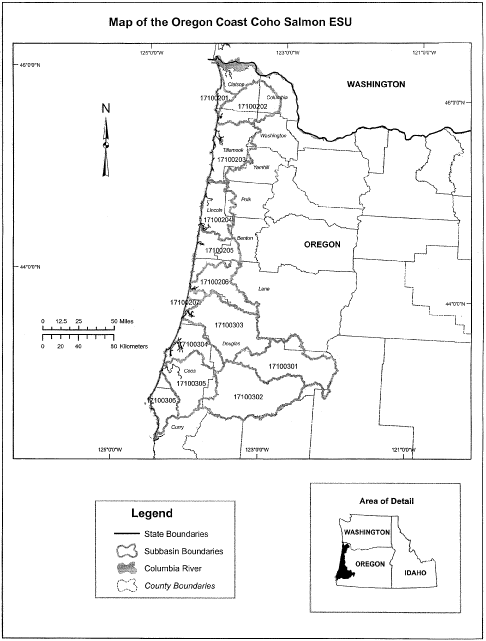 Map of the Oregon Coast Coho Salmon ESU
125°0'0"W
123°0'0"W
46°0'0"N
WASHINGTON
Clatsop
Columbia
17100201
17100202
46°0'0"N
N
Washington
Tillamook
17100203
Yamhill
Lincoln
Polk
17100204
Benton
OREGON
17100205
44°0'0"N
17100206
Lane
17100207
44°0'0"N
0 12.5 25 50 Miles
0 20 40 80 Kilometers
17100303
17100304
Douglas
17100301
Coos
17100305
17100306
17100302
Curry
125°0'0"W
123°0'0"W
121°0'0"W
Legend
State Boundaries
Subbasin Boundaries
Columbia River
County Boundaries
Area of Detail
WASHINGTON
OREGON
IDAHO